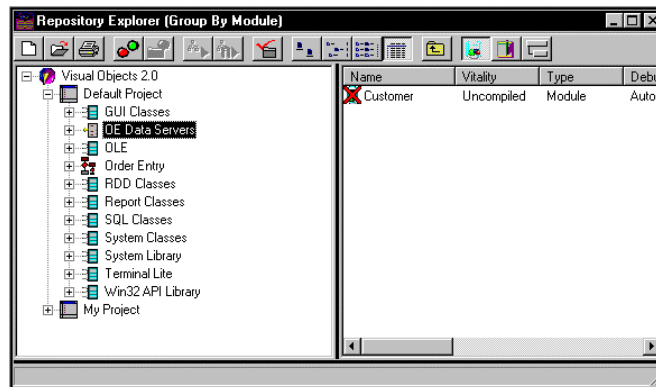 Repository Explorer (Group By Module)
Visual Objects 2.0
Default Project
GUI Classes
OE Data Servers
OLE
Order Entry
RDD Classes
Report Classes
SQL Classes
System Classes
System Library
Terminal Lite
Win32 API Library
My Project
Name Vitality Type Debu
Customer Uncompiled Module Auto